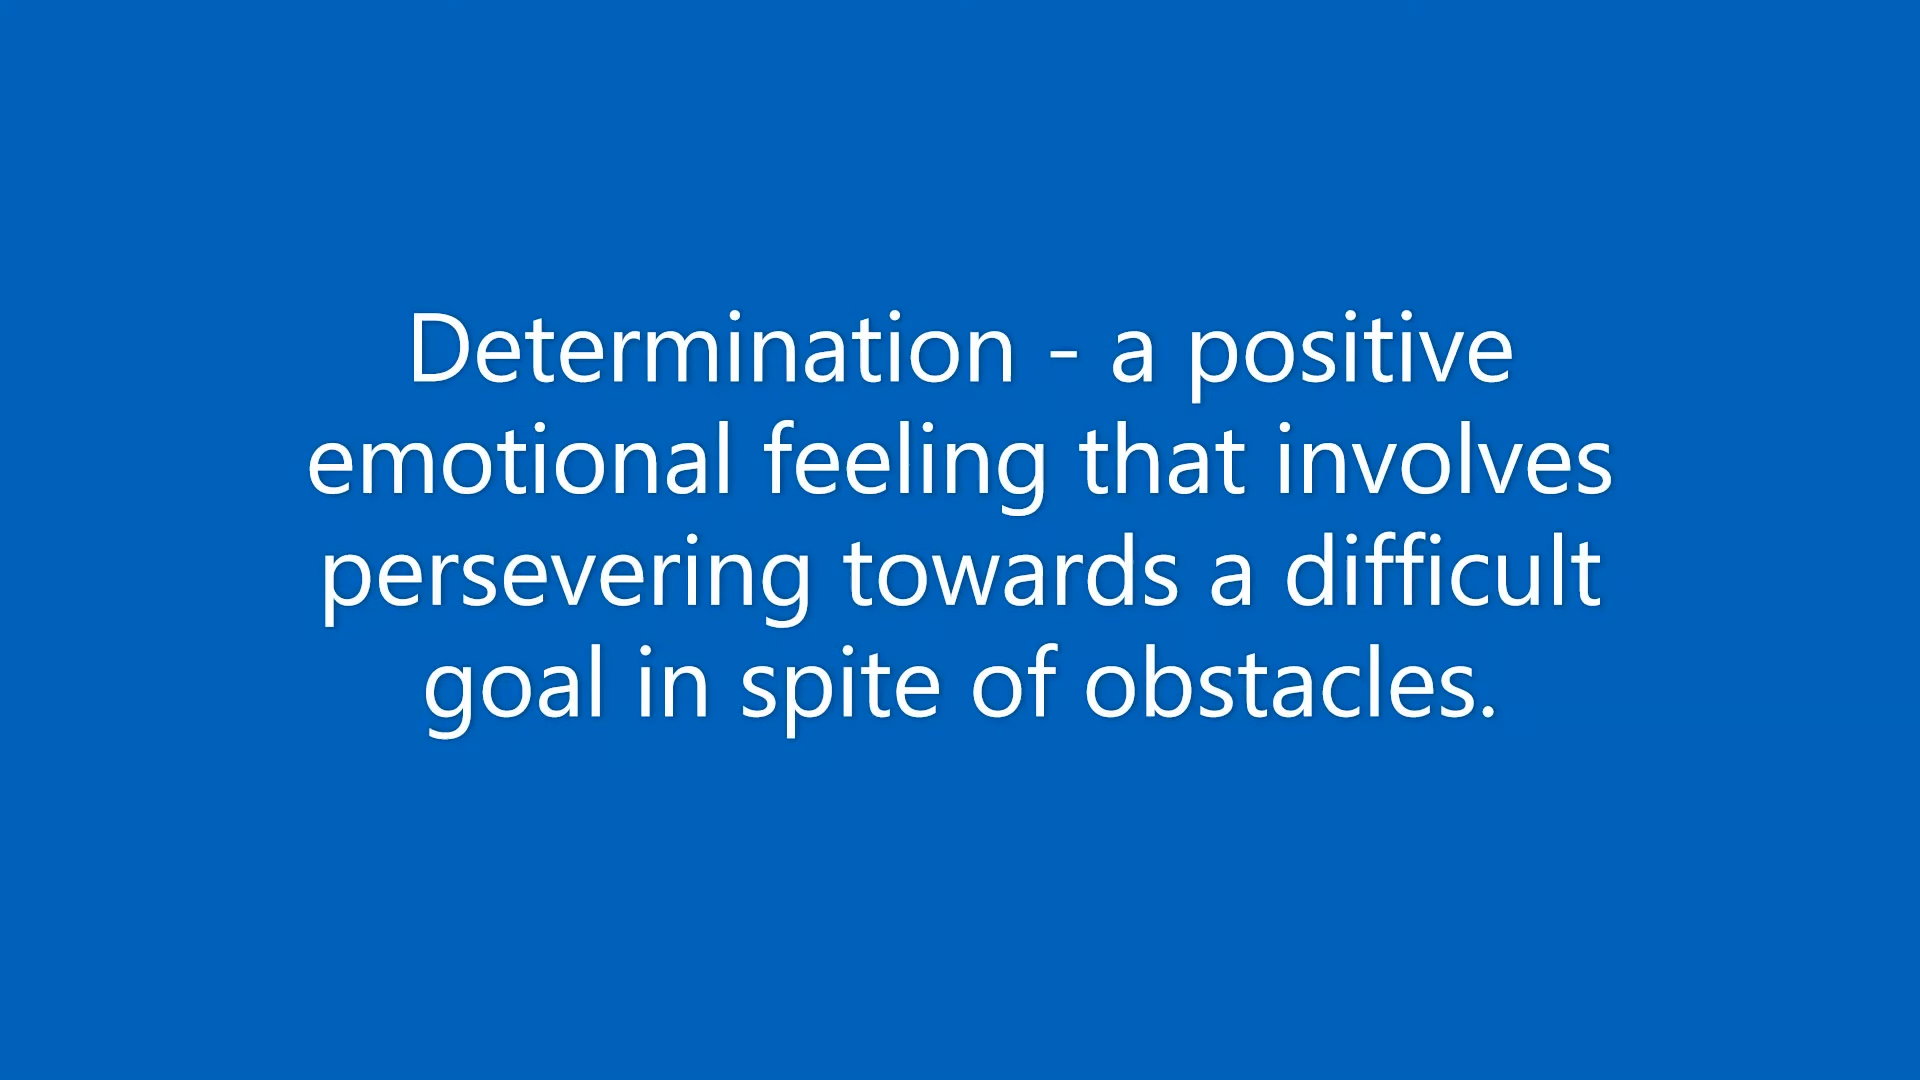 Determination - a positive
emotional feeling that involves
persevering towards a difficult
goal in spite of obstacles.